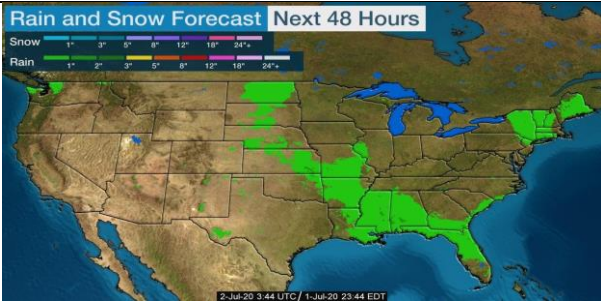 Rain and Snow Forecast Next 48 Hours
Snow 1" 3" 5" 8" 12" 18" 24"+
Rain 1" 2" 3" 5" 8" 12" 18" 24"+
2-Jul-20 3:44 UTC / 1-Jul-20 23:44 EDT